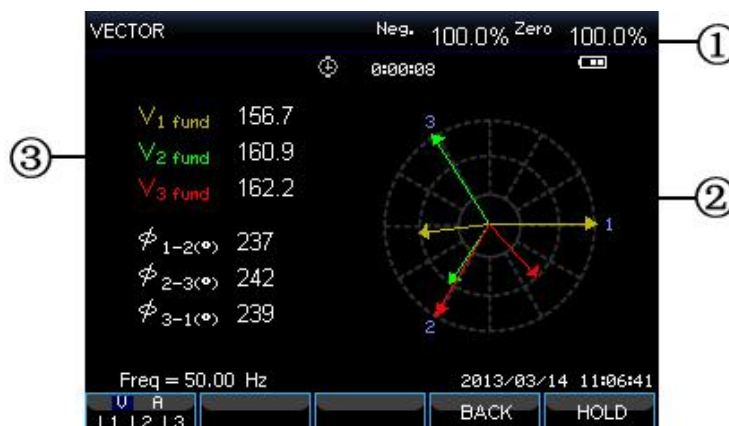 VECTOR Neg. 100.0% Zero 100.0%
①
0:00:08
V1 fund 156.7
V2 fund 160.9
V3 fund 162.2
③
3
②
1
2
ϕ1-2(°) 237
ϕ2-3(°) 242
ϕ3-1(°) 239
Freq = 50.00 Hz 2013/03/14 11:06:41
V A
L1 L2 L3
BACK
HOLD